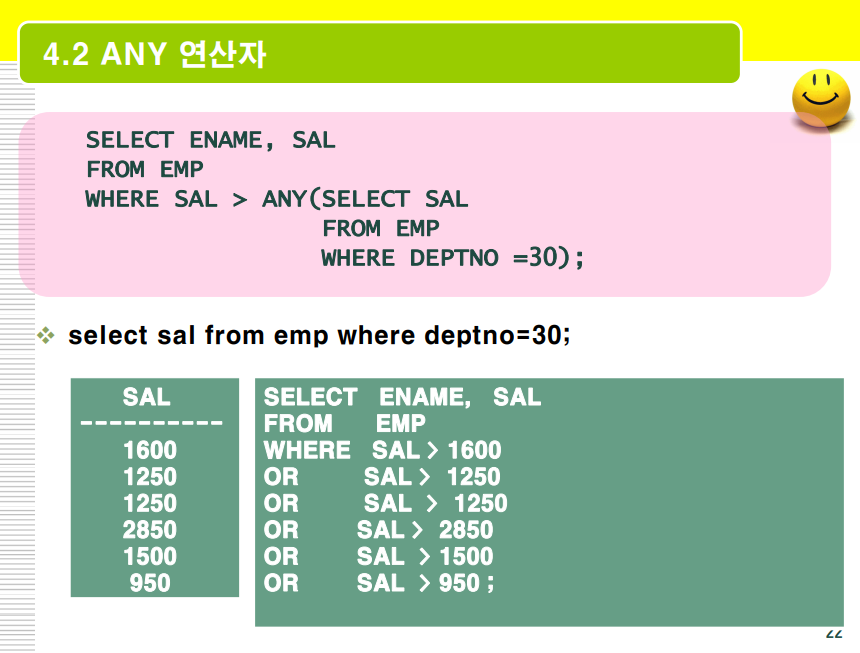 4.2 ANY 연산자
SELECT ENAME, SAL
FROM EMP
WHERE SAL > ANY(SELECT SAL
FROM EMP
WHERE DEPTNO =30);
❖ select sal from emp where deptno=30;
SAL
----------
1600
1250
1250
2850
1500
950
SELECT ENAME, SAL
FROM EMP
WHERE SAL > 1600
OR SAL > 1250
OR SAL > 1250
OR SAL > 2850
OR SAL > 1500
OR SAL > 950 ;
22